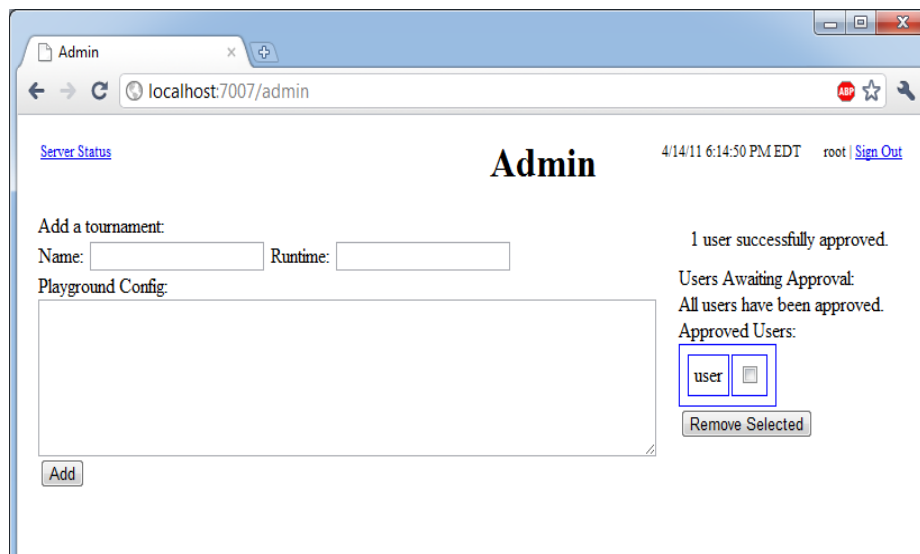 Admin
localhost:7007/admin
ABP
Server Status
Admin
4/14/11 6:14:50 PM EDT root | Sign Out
Add a tournament:
Name: Runtime:
Playground Config:
Add
1 user successfully approved.
Users Awaiting Approval:
All users have been approved.
Approved Users:
user
Remove Selected